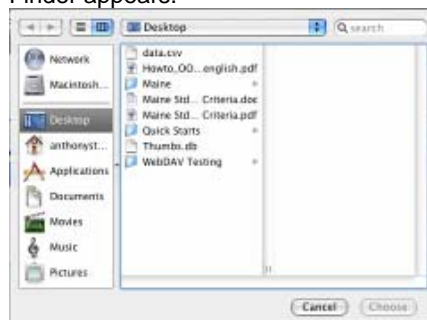 Finder appears:
Desktop
search
Network
Macintosh...
Desktop
anthonyst...
Applications
Documents
Movies
Music
Pictures
data.csv
Howto_OO...english.pdf
Maine
Maine Std... Criteria.doc
Maine Std... Criteria.pdf
Quick Starts
Thumbs.db
WebDAV Testing
Cancel
Choose